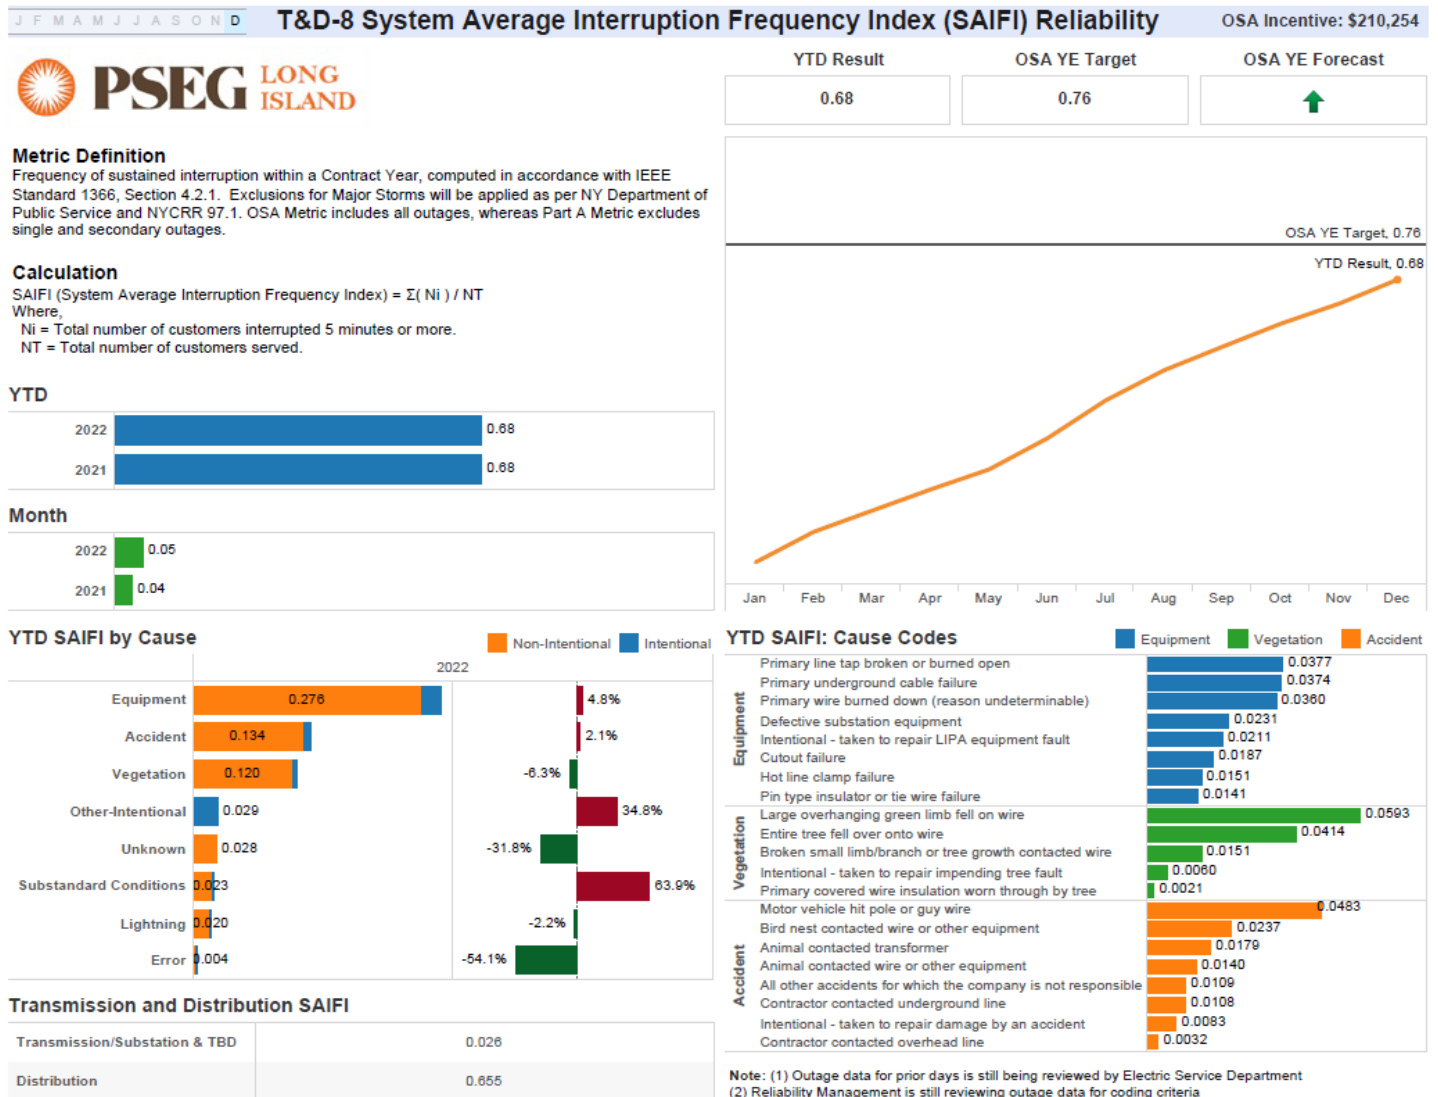 J F M A M J J A S O N D
T&D-8 System Average Interruption Frequency Index (SAIFI) Reliability
OSA Incentive: $210,254
PSEG LONG ISLAND
YTD Result
OSA YE Target
OSA YE Forecast
0.68
0.76
Metric Definition
Frequency of sustained interruption within a Contract Year, computed in accordance with IEEE
Standard 1366, Section 4.2.1. Exclusions for Major Storms will be applied as per NY Department of
Public Service and NYCRR 97.1. OSA Metric includes all outages, whereas Part A Metric excludes
single and secondary outages.
Calculation
SAIFI (System Average Interruption Frequency Index) = Σ( Ni ) / NT
Where,
Ni = Total number of customers interrupted 5 minutes or more.
NT = Total number of customers served.
OSA YE Target, 0.76
YTD Result, 0.68
Jan Feb Mar Apr May Jun Jul Aug Sep Oct Nov Dec
YTD
2022 0.68
2021 0.68
Month
2022 0.05
2021 0.04
YTD SAIFI by Cause
Non-Intentional Intentional
2022
Equipment 0.276 4.8%
Accident 0.134 2.1%
Vegetation 0.120 -6.3%
Other-Intentional 0.029 34.8%
Unknown 0.028 -31.8%
Substandard Conditions 0.023 63.9%
Lightning 0.020 -2.2%
Error 0.004 -54.1%
Transmission and Distribution SAIFI
Transmission/Substation & TBD 0.026
Distribution 0.655
YTD SAIFI: Cause Codes
Equipment Vegetation Accident
Equipment
Primary line tap broken or burned open 0.0377
Primary underground cable failure 0.0374
Primary wire burned down (reason undeterminable) 0.0360
Defective substation equipment 0.0231
Intentional - taken to repair LIPA equipment fault 0.0211
Cutout failure 0.0187
Hot line clamp failure 0.0151
Pin type insulator or tie wire failure 0.0141
Vegetation
Large overhanging green limb fell on wire 0.0593
Entire tree fell over onto wire 0.0414
Broken small limb/branch or tree growth contacted wire 0.0151
Intentional - taken to repair impending tree fault 0.0060
Primary covered wire insulation worn through by tree 0.0021
Accident
Motor vehicle hit pole or guy wire 0.0483
Bird nest contacted wire or other equipment 0.0237
Animal contacted transformer 0.0179
Animal contacted wire or other equipment 0.0140
All other accidents for which the company is not responsible 0.0109
Contractor contacted underground line 0.0108
Intentional - taken to repair damage by an accident 0.0083
Contractor contacted overhead line 0.0032
Note: (1) Outage data for prior days is still being reviewed by Electric Service Department
(2) Reliability Management is still reviewing outage data for coding criteria